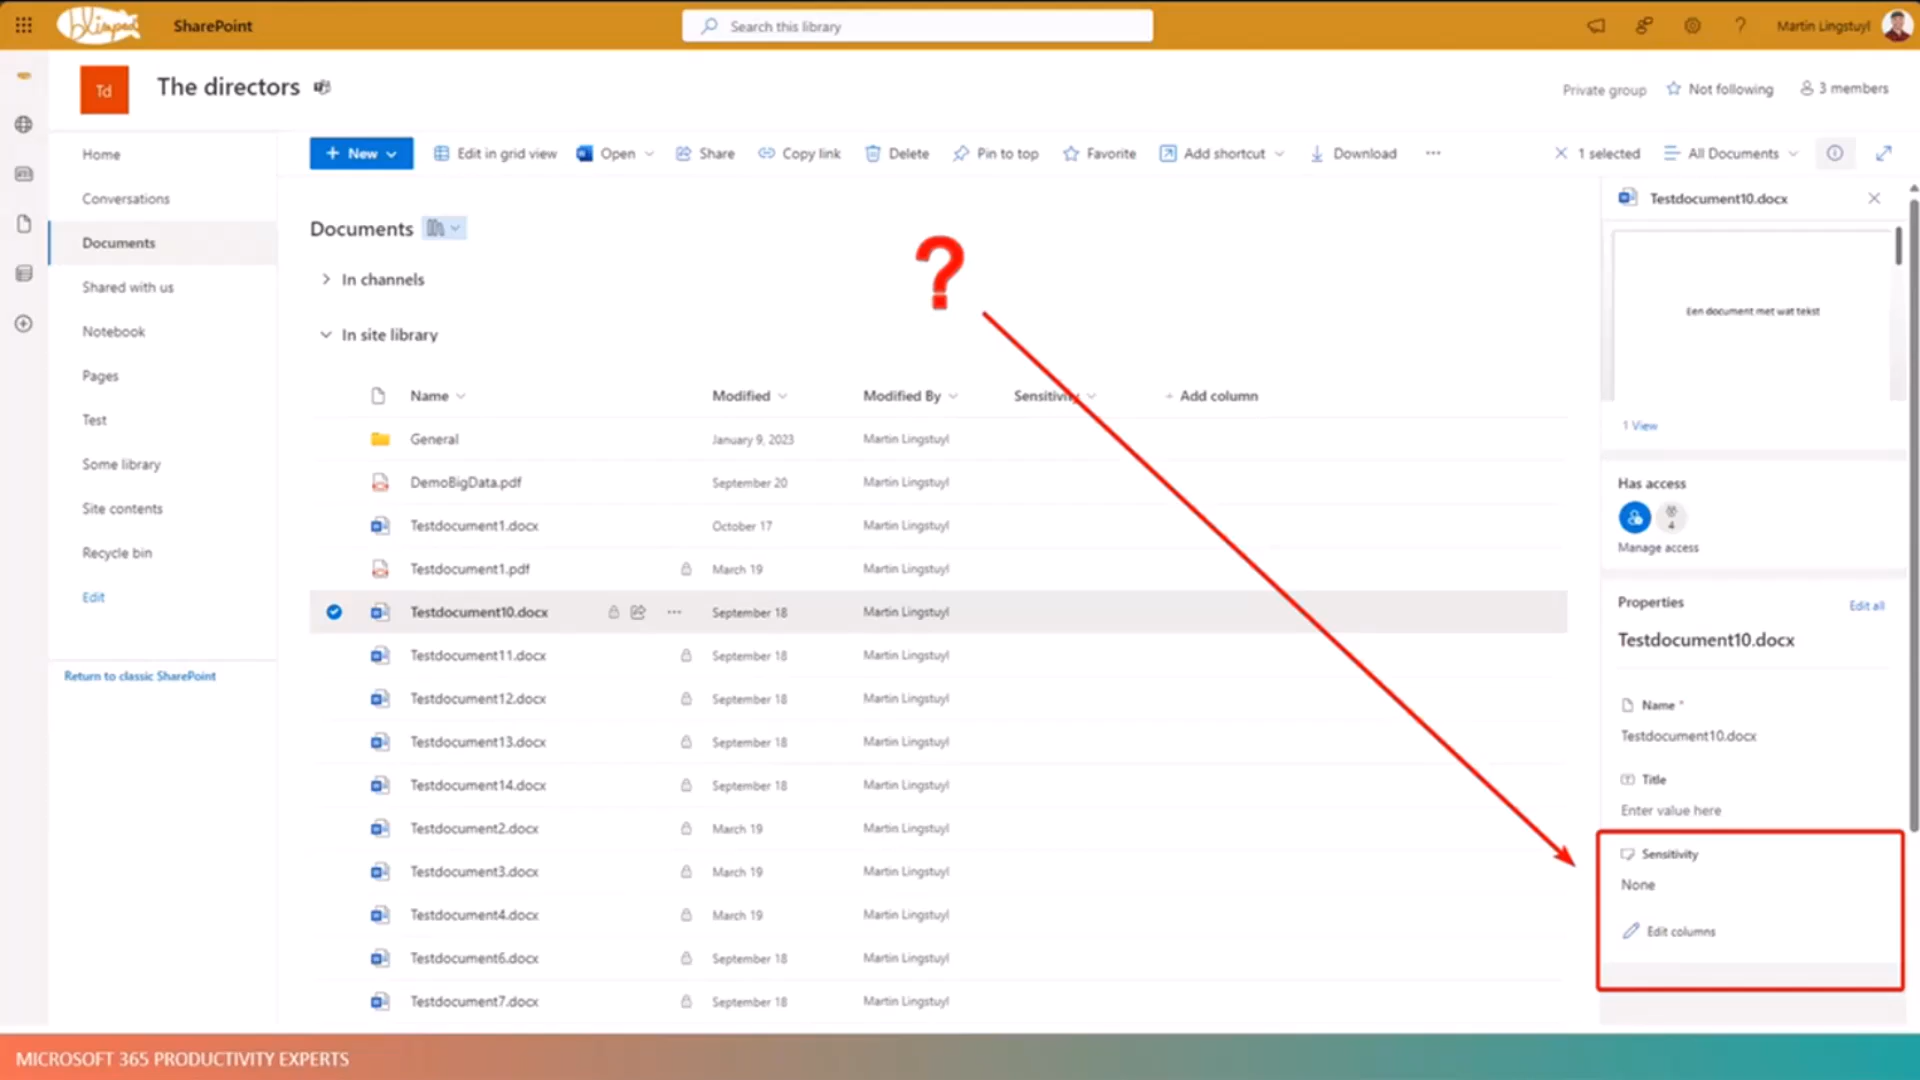 blimped
SharePoint
Search this library
?
Martin Lingstuyl
Td
The directors
Private group
Not following
3 members
Home
Conversations
Documents
Shared with us
Notebook
Pages
Test
Some library
Site contents
Recycle bin
Edit
Return to classic SharePoint
+ New
Edit in grid view
Open
Share
Copy link
Delete
Pin to top
Favorite
Add shortcut
Download
...
1 selected
All Documents
Documents
?
In channels
In site library
Name Modified Modified By Sensitivity + Add column
General January 9, 2023 Martin Lingstuyl
DemoBigData.pdf September 20 Martin Lingstuyl
Testdocument1.docx October 17 Martin Lingstuyl
Testdocument1.pdf March 19 Martin Lingstuyl
Testdocument10.docx ... September 18 Martin Lingstuyl
Testdocument11.docx September 18 Martin Lingstuyl
Testdocument12.docx September 18 Martin Lingstuyl
Testdocument13.docx September 18 Martin Lingstuyl
Testdocument14.docx September 18 Martin Lingstuyl
Testdocument2.docx March 19 Martin Lingstuyl
Testdocument3.docx March 19 Martin Lingstuyl
Testdocument4.docx March 19 Martin Lingstuyl
Testdocument6.docx September 18 Martin Lingstuyl
Testdocument7.docx September 18 Martin Lingstuyl
Testdocument10.docx
Een document met wat tekst
1 View
Has access
4
Manage access
Properties
Edit all
Testdocument10.docx
Name *
Testdocument10.docx
Title
Enter value here
Sensitivity
None
Edit columns
MICROSOFT 365 PRODUCTIVITY EXPERTS